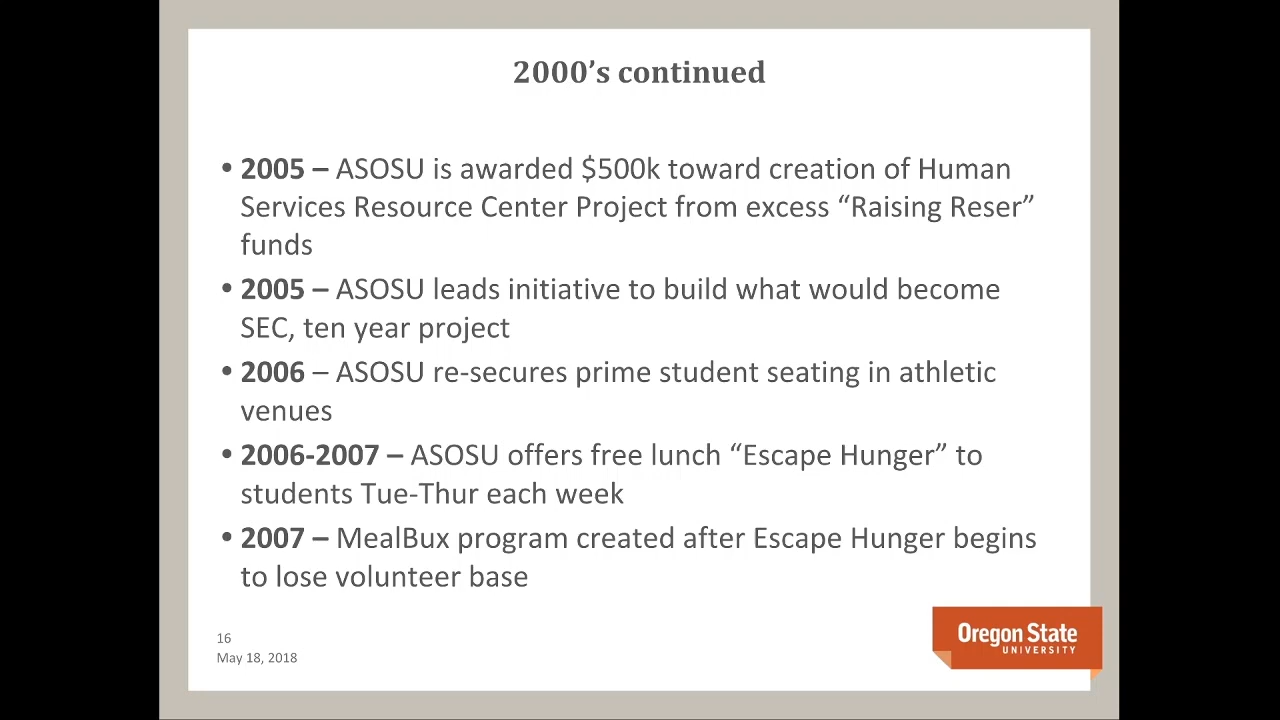 2000’s continued
• 2005 – ASOSU is awarded $500k toward creation of Human
Services Resource Center Project from excess “Raising Reser”
funds
• 2005 – ASOSU leads initiative to build what would become
SEC, ten year project
• 2006 – ASOSU re-secures prime student seating in athletic
venues
• 2006-2007 – ASOSU offers free lunch “Escape Hunger” to
students Tue-Thur each week
• 2007 – MealBux program created after Escape Hunger begins
to lose volunteer base
16
May 18, 2018
Oregon State
UNIVERSITY